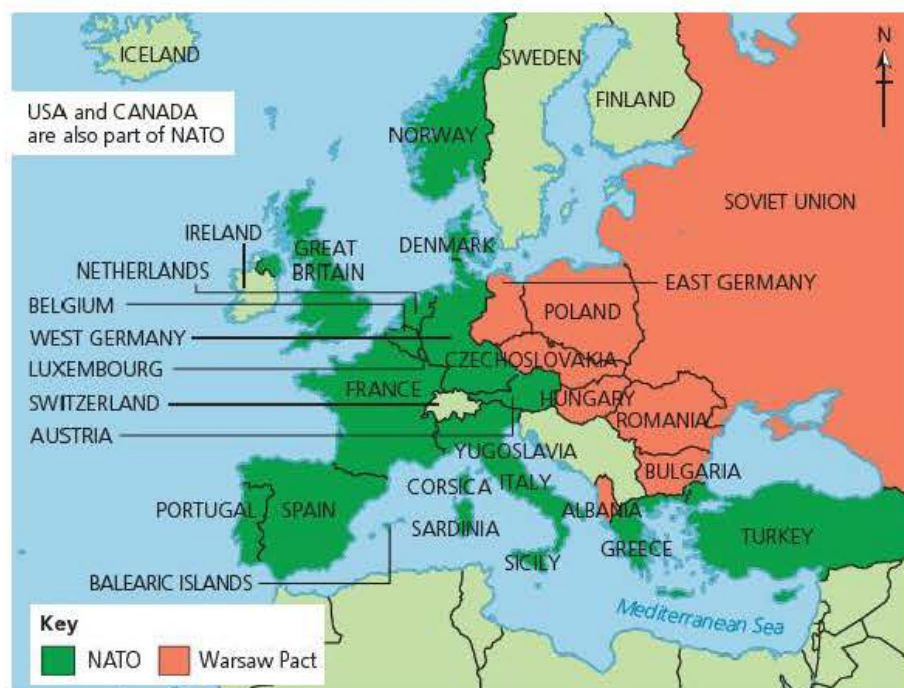 ICELAND
SWEDEN
N
FINLAND
USA and CANADA
are also part of NATO
NORWAY
SOVIET UNION
IRELAND
GREAT
BRITAIN
DENMARK
NETHERLANDS
EAST GERMANY
BELGIUM
POLAND
WEST GERMANY
CZECHOSLOVAKIA
LUXEMBOURG
FRANCE
HUNGARY
SWITZERLAND
ROMANIA
AUSTRIA
YUGOSLAVIA
BULGARIA
ITALY
CORSICA
PORTUGAL
SPAIN
ALBANIA
SARDINIA
TURKEY
GREECE
SICILY
BALEARIC ISLANDS
Mediterranean Sea
Key
NATO
Warsaw Pact